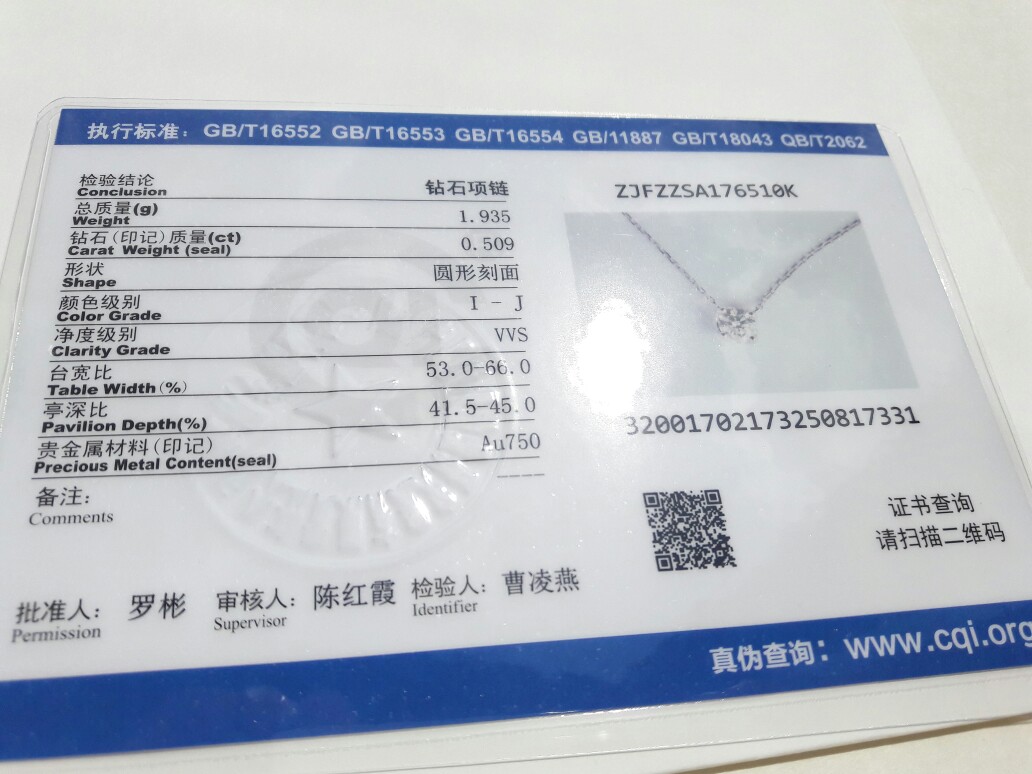 执行标准：GB/T16552 GB/T16553 GB/T16554 GB/11887 GB/T18043 QB/T2062
检验结论 钻石项链
Conclusion
总质量(g) 1.935
Weight
钻石(印记)质量(ct) 0.509
Carat Weight (seal)
形状 圆形刻面
Shape
颜色级别 I - J
Color Grade
净度级别 VVS
Clarity Grade
台宽比 53.0-66.0
Table Width(%)
亭深比 41.5-45.0
Pavilion Depth(%)
贵金属材料(印记) Au750
Precious Metal Content(seal)
备注： ----
Comments
ZJFZZSA176510K
32001702173250817331
证书查询
请扫描二维码
批准人： 罗彬 审核人： 陈红霞 检验人： 曹凌燕
Permission Supervisor Identifier
真伪查询：www.cqi.org